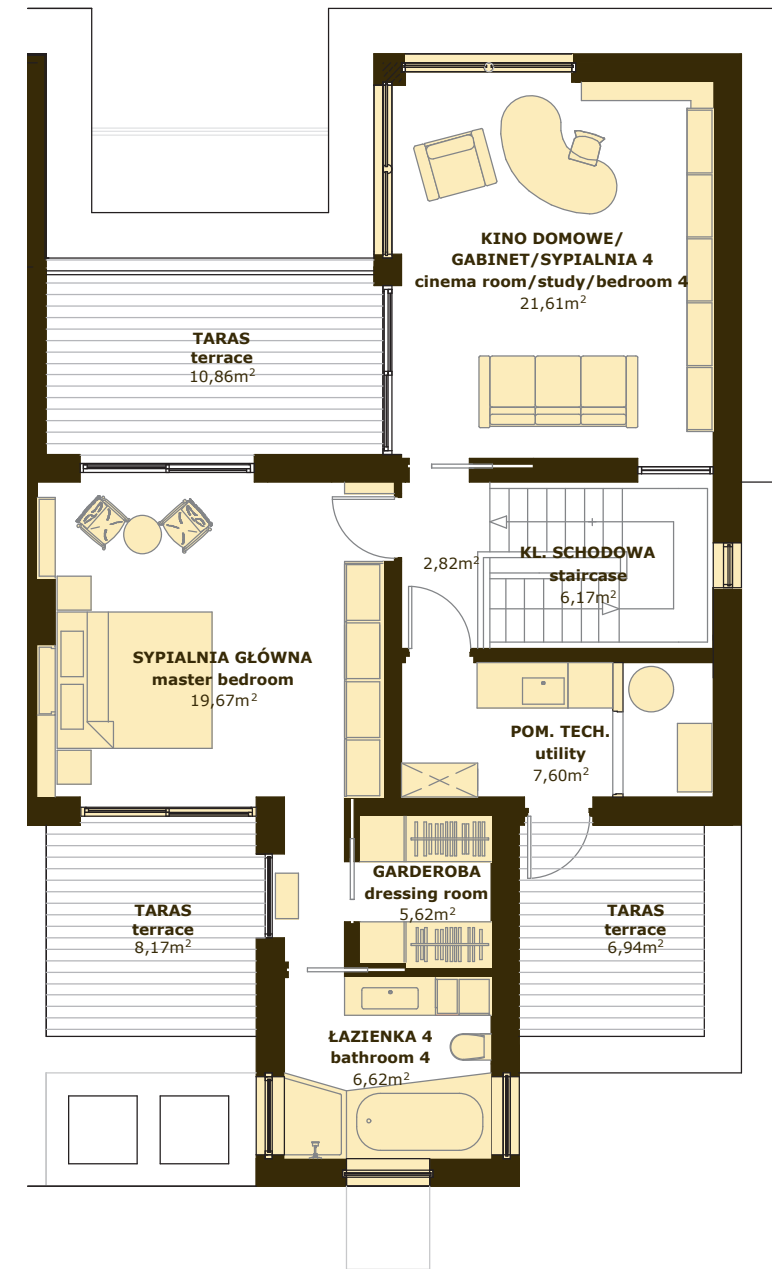 KINO DOMOWE/
GABINET/SYPIALNIA 4
cinema room/study/bedroom 4
21,61m²
TARAS
terrace
10,86m²
2,82m²
KL. SCHODOWA
staircase
6,17m²
SYPIALNIA GŁÓWNA
master bedroom
19,67m²
POM. TECH.
utility
7,60m²
GARDEROBA
dressing room
5,62m²
TARAS
terrace
8,17m²
TARAS
terrace
6,94m²
ŁAZIENKA 4
bathroom 4
6,62m²